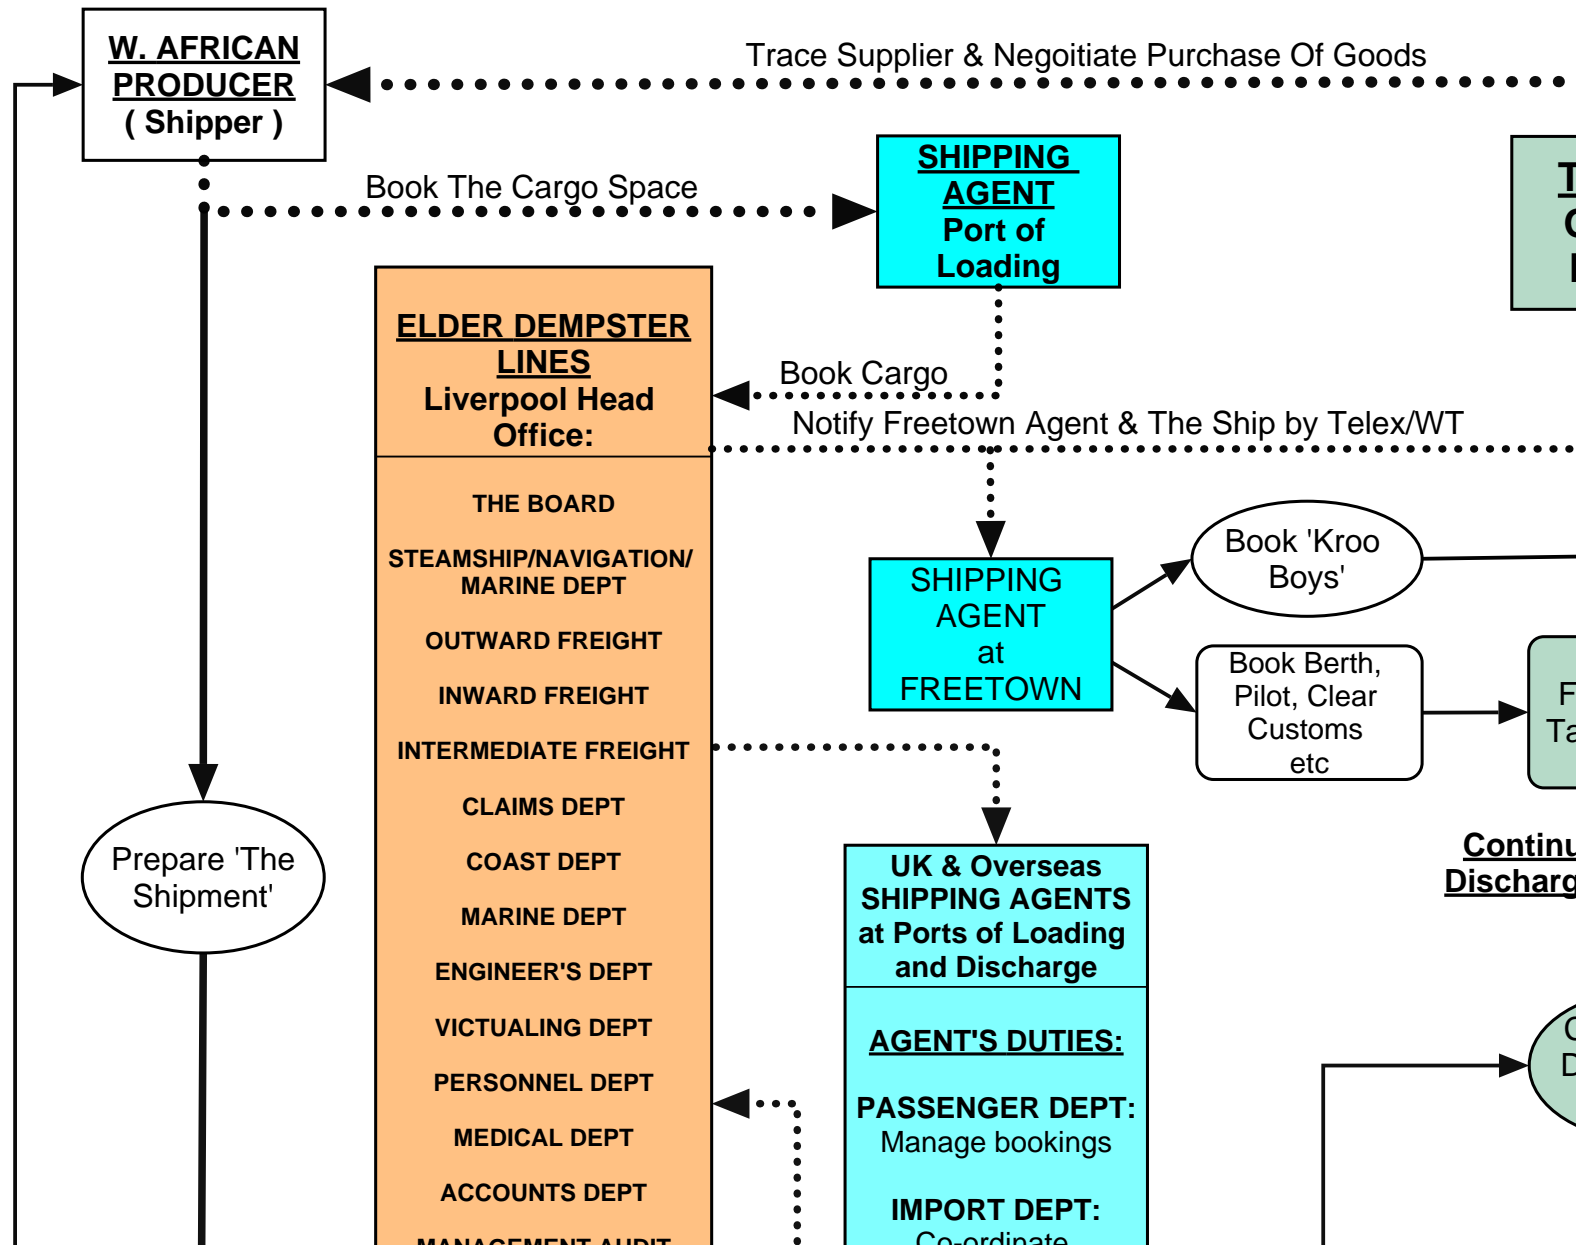 W. AFRICAN
PRODUCER
( Shipper )
Trace Supplier & Negoitiate Purchase Of Goods
Book The Cargo Space
SHIPPING
AGENT
Port of
Loading
ELDER DEMPSTER
LINES
Liverpool Head
Office:
Book Cargo
Notify Freetown Agent & The Ship by Telex/WT
THE BOARD
STEAMSHIP/NAVIGATION/
MARINE DEPT
OUTWARD FREIGHT
INWARD FREIGHT
INTERMEDIATE FREIGHT
CLAIMS DEPT
COAST DEPT
MARINE DEPT
ENGINEER'S DEPT
VICTUALING DEPT
PERSONNEL DEPT
MEDICAL DEPT
ACCOUNTS DEPT
MANAGEMENT AUDIT
SHIPPING
AGENT
at
FREETOWN
Book 'Kroo
Boys'
Book Berth,
Pilot, Clear
Customs
etc
Prepare 'The
Shipment'
UK & Overseas
SHIPPING AGENTS
at Ports of Loading
and Discharge
AGENT'S DUTIES:
PASSENGER DEPT:
Manage bookings
IMPORT DEPT:
Co-ordinate